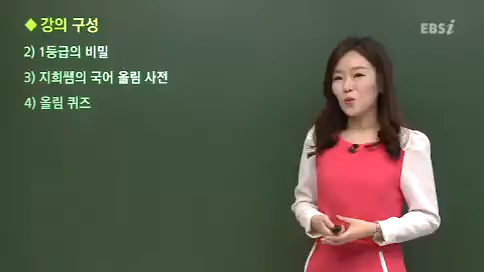 ◆ 강의 구성
EBSi
2) 1등급의 비밀
3) 지희쌤의 국어 올림 사전
4) 올림 퀴즈